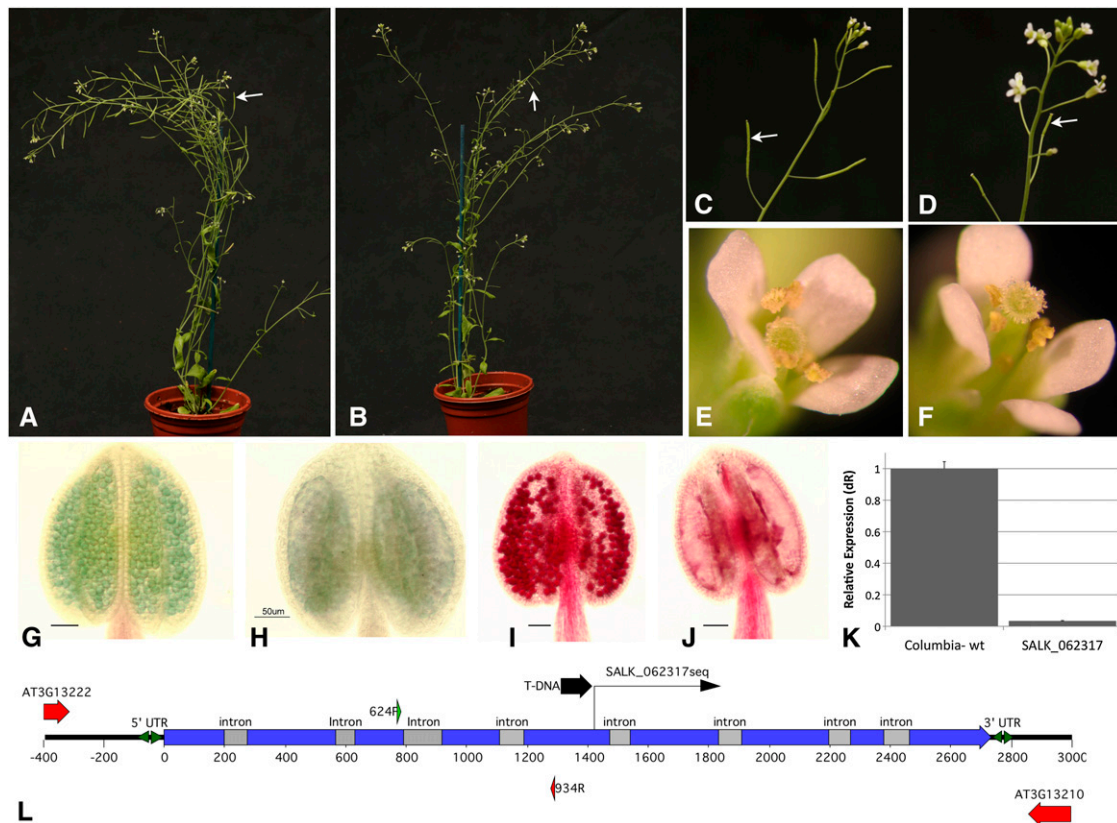 A
B
C
D
E
F
G
H
50um
I
J
K
Relative Expression (dR)
1
0.8
0.6
0.4
0.2
0
Columbia- wt
SALK_062317
L
AT3G13222
5' UTR
intron
Intron
624F
Intron
intron
T-DNA
SALK_062317seq
intron
intron
intron
intron
3' UTR
-400 -200 0 200 400 600 800 1000 1200 1400 1600 1800 2000 2200 2400 2600 2800
934R
AT3G13210